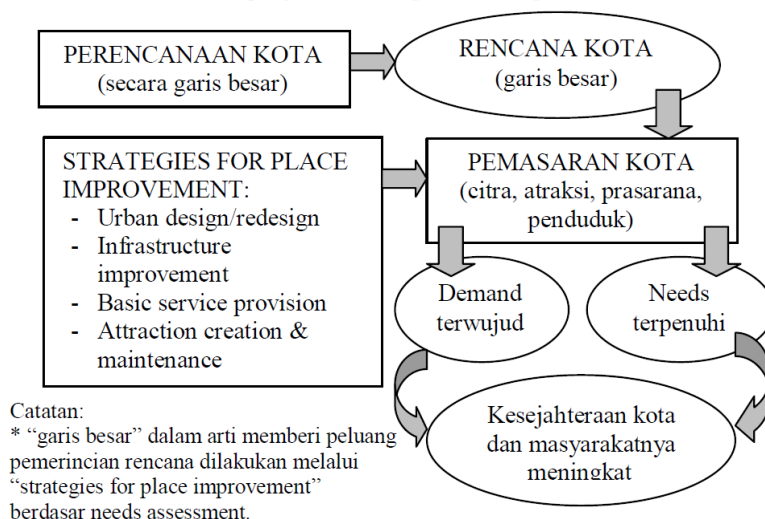 PERENCANAAN KOTA
(secara garis besar)
RENCANA KOTA
(garis besar)
STRATEGIES FOR PLACE
IMPROVEMENT:
- Urban design/redesign
- Infrastructure
improvement
- Basic service provision
- Attraction creation &
maintenance
PEMASARAN KOTA
(citra, atraksi, prasarana,
penduduk)
Demand
terwujud
Needs
terpenuhi
Kesejahteraan kota
dan masyarakatnya
meningkat
Catatan:
* “garis besar” dalam arti memberi peluang
pemerincian rencana dilakukan melalui
“strategies for place improvement”
berdasar needs assessment.